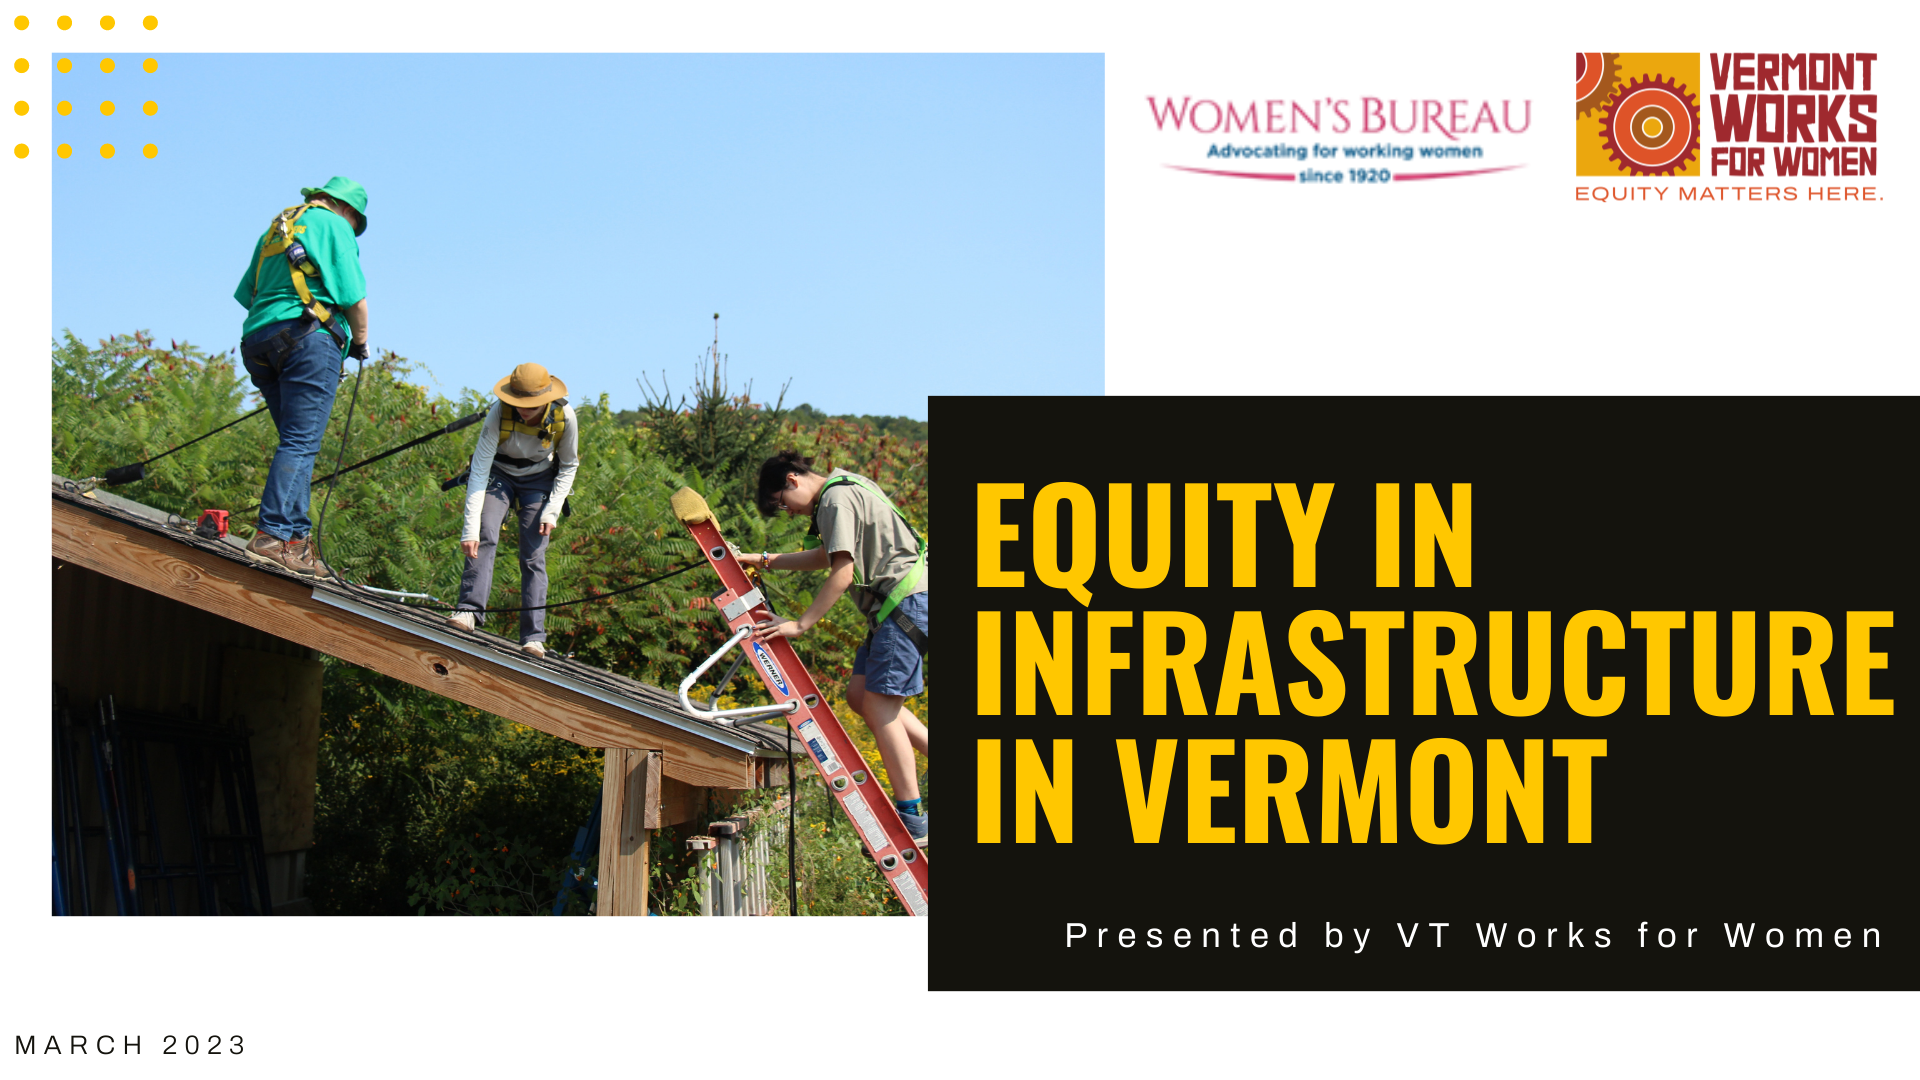 WOMEN'S BUREAU
Advocating for working women
since 1920
VERMONT
WORKS
FOR WOMEN
EQUITY MATTERS HERE.
WERNER
EQUITY IN
INFRASTRUCTURE
IN VERMONT
Presented by VT Works for Women
MARCH 2023